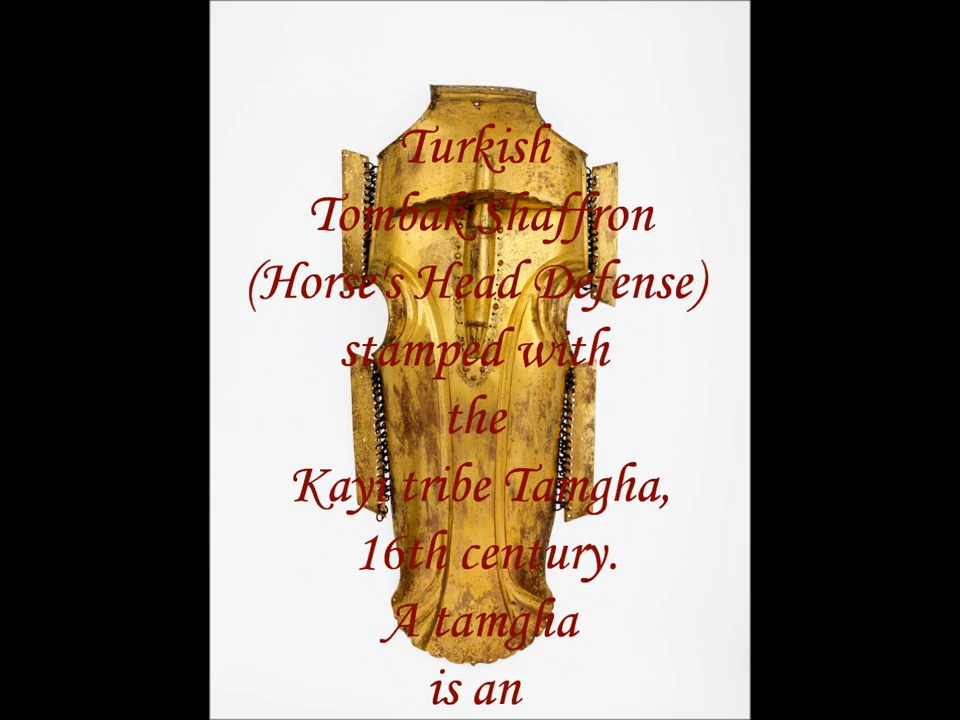 Turkish
Tombak Shaffron
(Horse's Head Defense)
stamped with
the
Kayı tribe Tamgha,
16th century.
A tamgha
is an